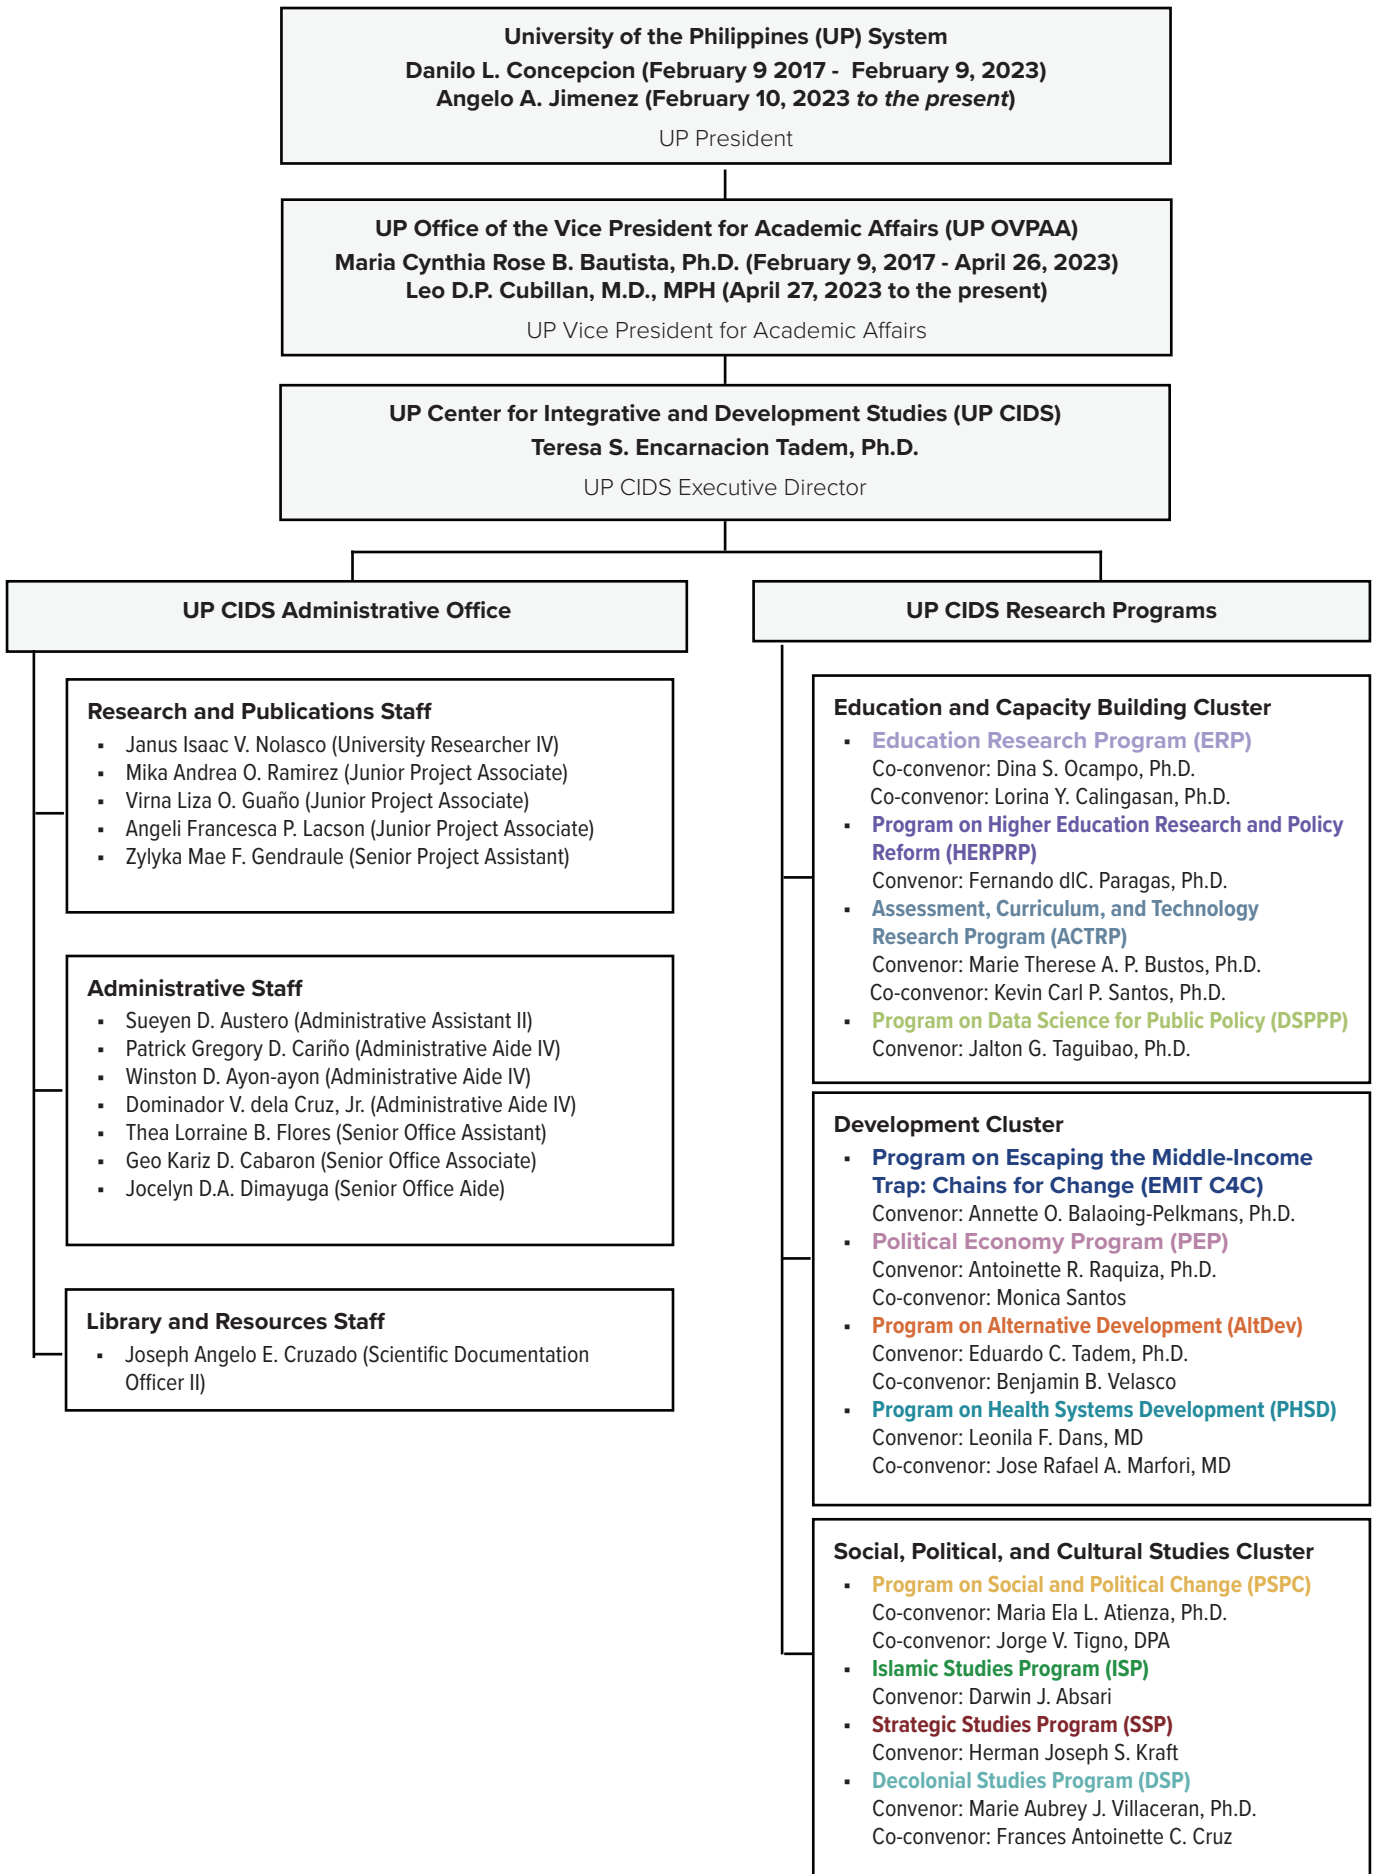 University of the Philippines (UP) System
Danilo L. Concepcion (February 9 2017 - February 9, 2023)
Angelo A. Jimenez (February 10, 2023 to the present)
UP President
UP Office of the Vice President for Academic Affairs (UP OVPAA)
Maria Cynthia Rose B. Bautista, Ph.D. (February 9, 2017 - April 26, 2023)
Leo D.P. Cubillan, M.D., MPH (April 27, 2023 to the present)
UP Vice President for Academic Affairs
UP Center for Integrative and Development Studies (UP CIDS)
Teresa S. Encarnacion Tadem, Ph.D.
UP CIDS Executive Director
UP CIDS Administrative Office
Research and Publications Staff
▪ Janus Isaac V. Nolasco (University Researcher IV)
▪ Mika Andrea O. Ramirez (Junior Project Associate)
▪ Virna Liza O. Guaño (Junior Project Associate)
▪ Angeli Francesca P. Lacson (Junior Project Associate)
▪ Zylyka Mae F. Gendraule (Senior Project Assistant)
Administrative Staff
▪ Sueyen D. Austero (Administrative Assistant II)
▪ Patrick Gregory D. Cariño (Administrative Aide IV)
▪ Winston D. Ayon-ayon (Administrative Aide IV)
▪ Dominador V. dela Cruz, Jr. (Administrative Aide IV)
▪ Thea Lorraine B. Flores (Senior Office Assistant)
▪ Geo Kariz D. Cabaron (Senior Office Associate)
▪ Jocelyn D.A. Dimayuga (Senior Office Aide)
Library and Resources Staff
▪ Joseph Angelo E. Cruzado (Scientific Documentation
Officer II)
UP CIDS Research Programs
Education and Capacity Building Cluster
▪ Education Research Program (ERP)
Co-convenor: Dina S. Ocampo, Ph.D.
Co-convenor: Lorina Y. Calingasan, Ph.D.
▪ Program on Higher Education Research and Policy
Reform (HERPRP)
Convenor: Fernando dlC. Paragas, Ph.D.
▪ Assessment, Curriculum, and Technology
Research Program (ACTRP)
Convenor: Marie Therese A. P. Bustos, Ph.D.
Co-convenor: Kevin Carl P. Santos, Ph.D.
▪ Program on Data Science for Public Policy (DSPPP)
Convenor: Jalton G. Taguibao, Ph.D.
Development Cluster
▪ Program on Escaping the Middle-Income
Trap: Chains for Change (EMIT C4C)
Convenor: Annette O. Balaoing-Pelkmans, Ph.D.
▪ Political Economy Program (PEP)
Convenor: Antoinette R. Raquiza, Ph.D.
Co-convenor: Monica Santos
▪ Program on Alternative Development (AltDev)
Convenor: Eduardo C. Tadem, Ph.D.
Co-convenor: Benjamin B. Velasco
▪ Program on Health Systems Development (PHSD)
Convenor: Leonila F. Dans, MD
Co-convenor: Jose Rafael A. Marfori, MD
Social, Political, and Cultural Studies Cluster
▪ Program on Social and Political Change (PSPC)
Co-convenor: Maria Ela L. Atienza, Ph.D.
Co-convenor: Jorge V. Tigno, DPA
▪ Islamic Studies Program (ISP)
Convenor: Darwin J. Absari
▪ Strategic Studies Program (SSP)
Convenor: Herman Joseph S. Kraft
▪ Decolonial Studies Program (DSP)
Convenor: Marie Aubrey J. Villaceran, Ph.D.
Co-convenor: Frances Antoinette C. Cruz